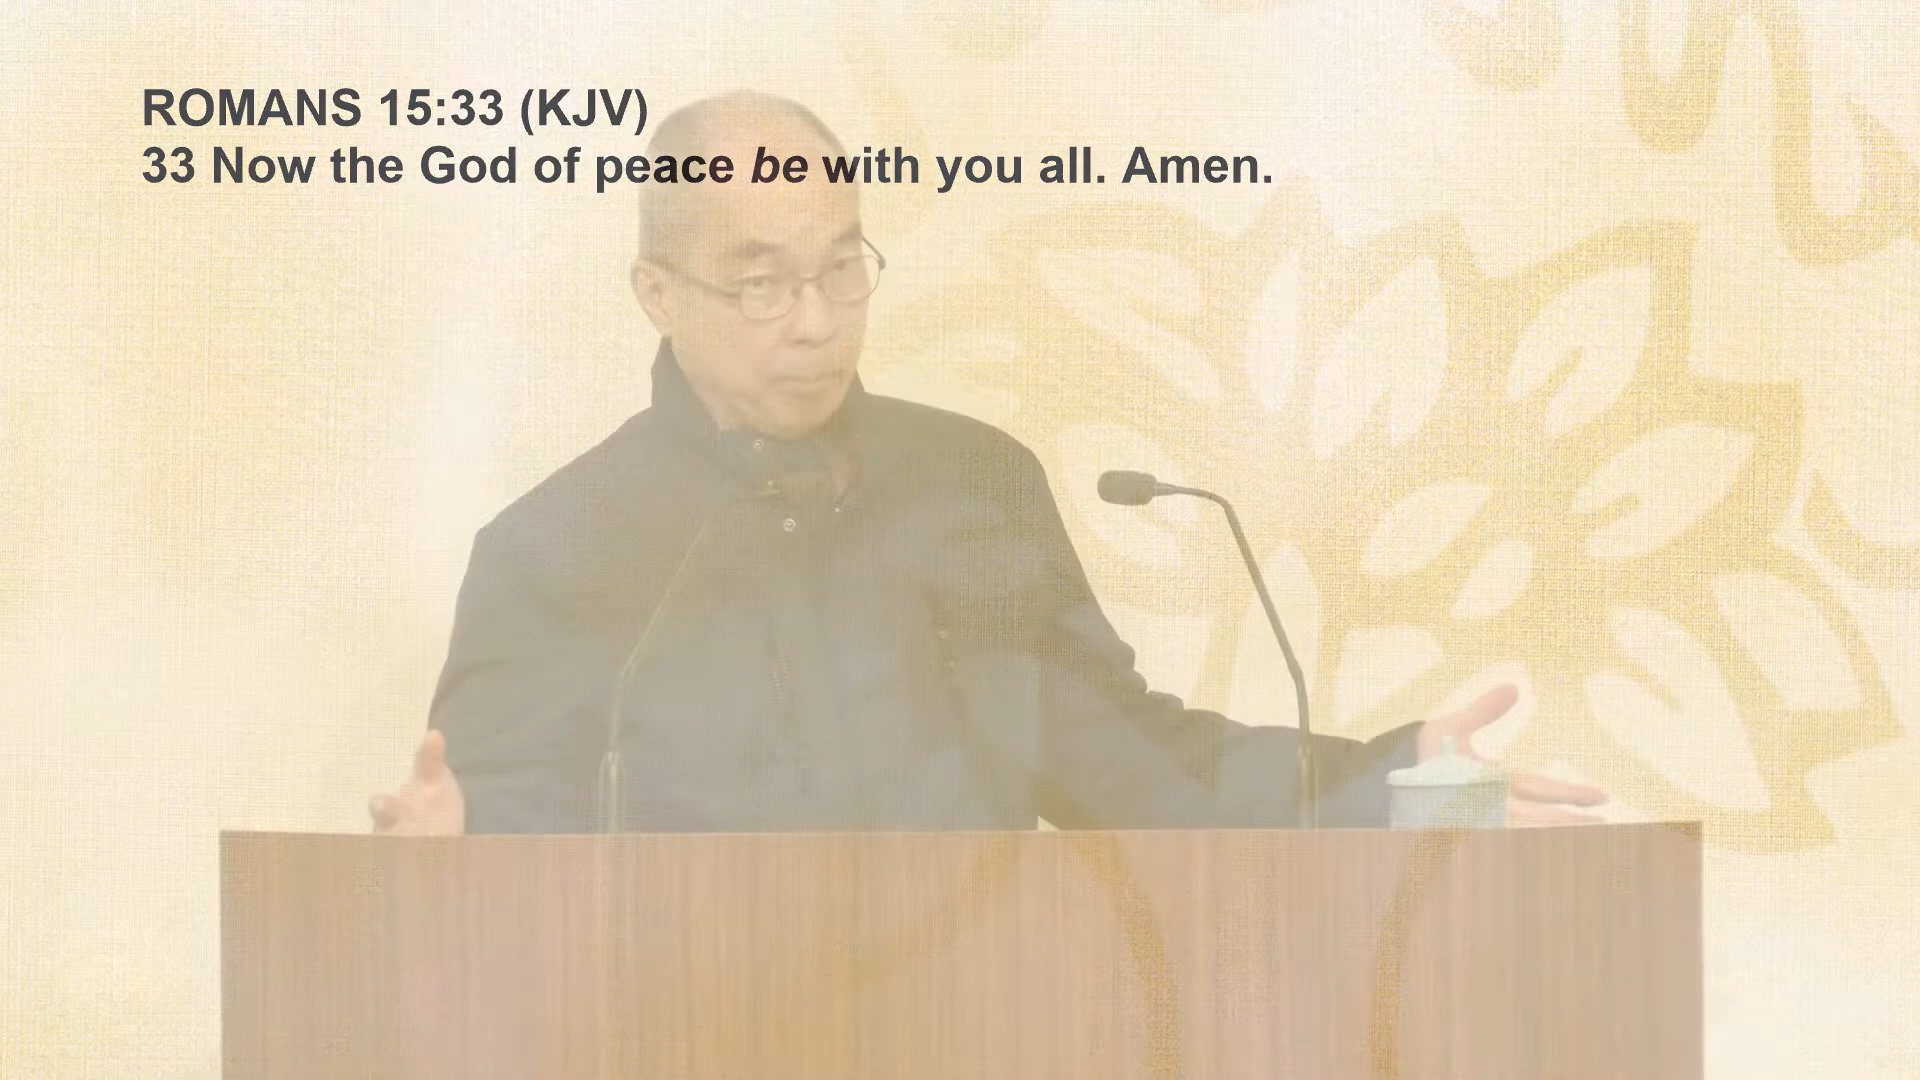 ROMANS 15:33 (KJV)
33 Now the God of peace be with you all. Amen.